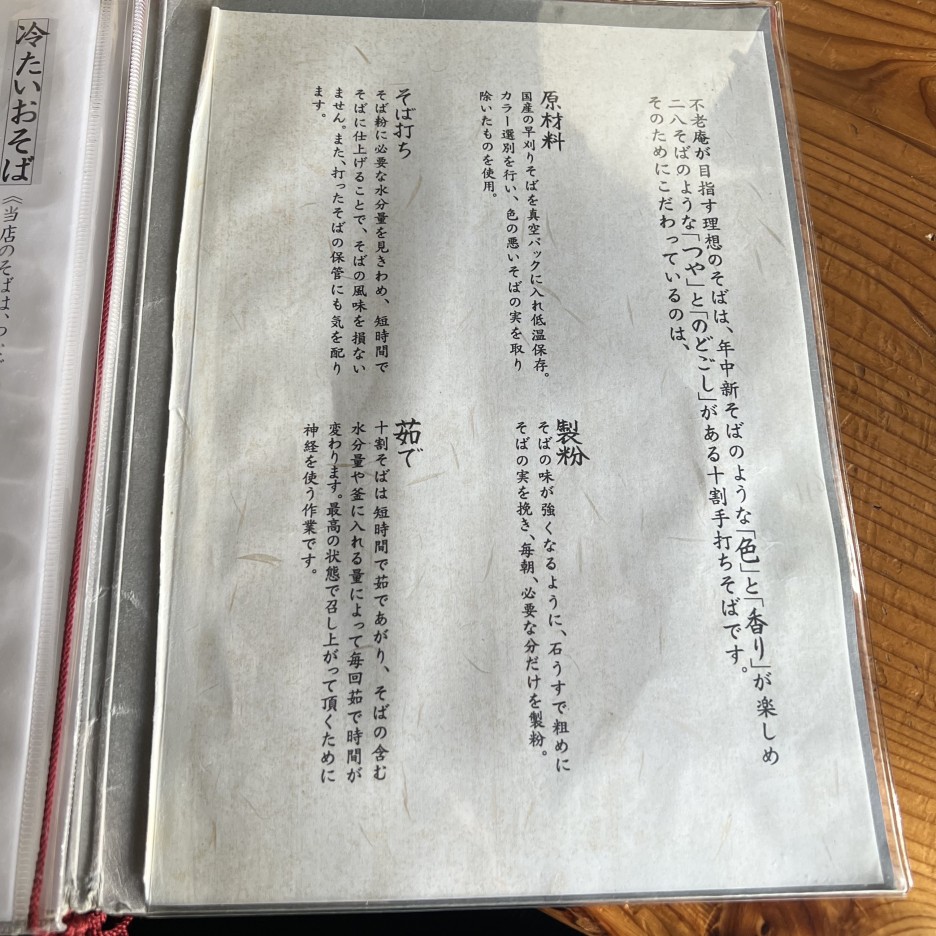 不老庵が目指す理想のそばは、年中新そばのような「色」と「香り」が楽しめ
二八そばのような「つや」と「のどごし」がある十割手打ちそばです。
そのためにこだわっているのは、
原材料
国産の早刈りそばを真空パックに入れ低温保存。
カラー選別を行い、色の悪いそばの実を取り
除いたものを使用。
製粉
そばの味が強くなるように、石うすで粗めに
そばの実を挽き、毎朝、必要な分だけを製粉。
そば打ち
そば粉に必要な水分量を見きわめ、短時間で
そばに仕上げることで、そばの風味を損ない
ません。また、打ったそばの保管にも気を配り
ます。
茹で
十割そばは短時間で茹であがり、そばの含む
水分量や釜に入れる量によって毎回茹で時間が
変わります。最高の状態で召し上がって頂くために
神経を使う作業です。
冷たいおそば
《当店のそばは、